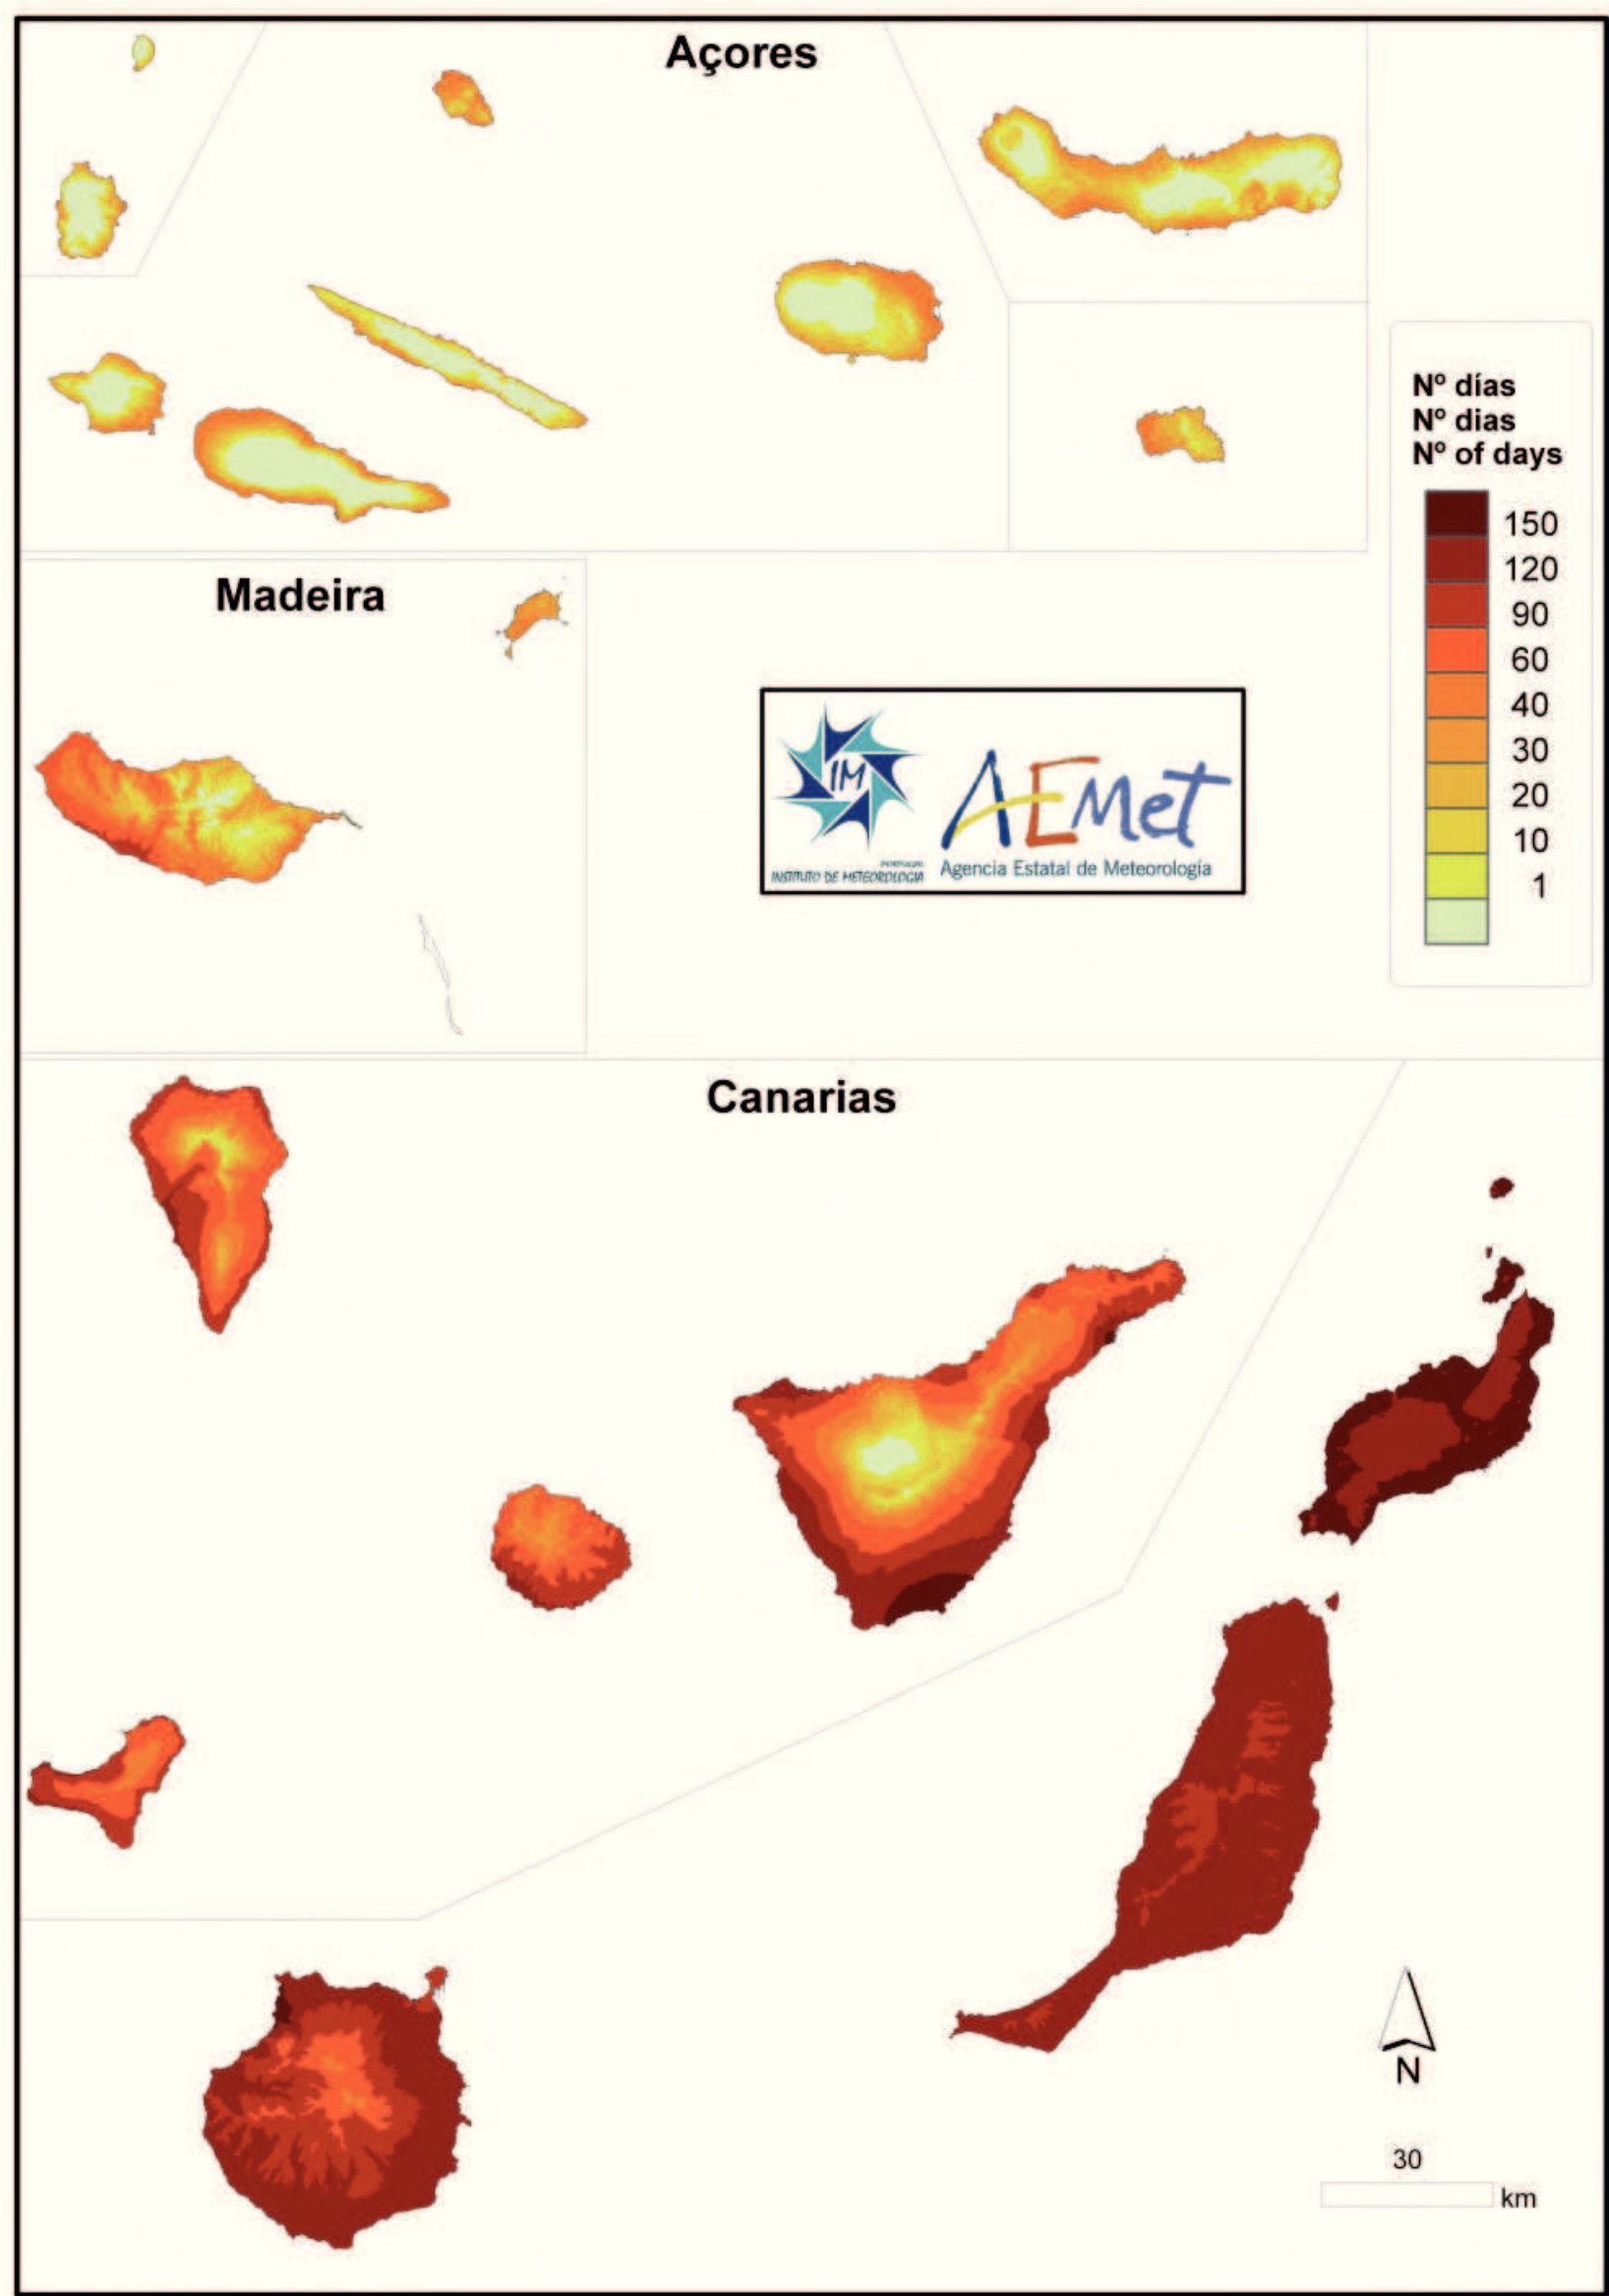 Açores
Nº días
Nº dias
Nº of days
150
120
90
60
40
30
20
10
1
Madeira
IM
PORTUGAL
INSTITUTO DE METEOROLOGIA
AEMet
Agencia Estatal de Meteorología
Canarias
N
30
km